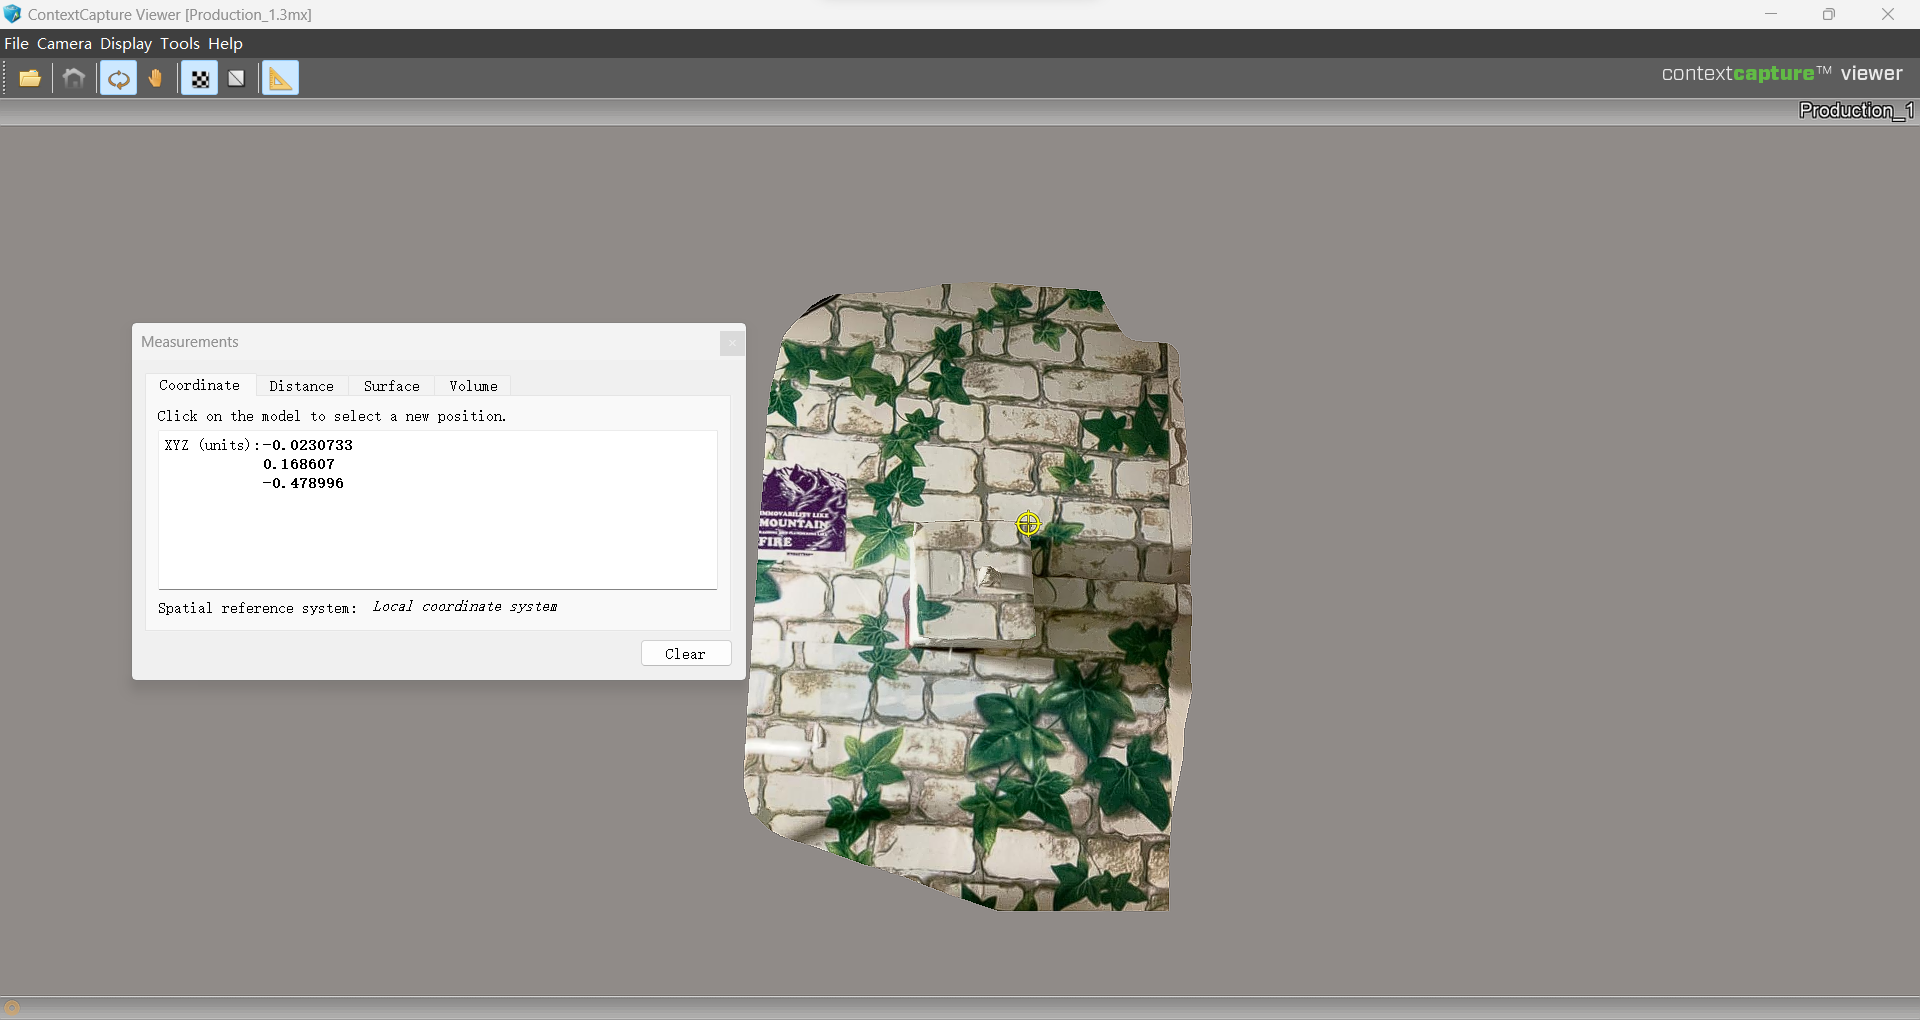 ContextCapture Viewer [Production_1.3mx]
File Camera Display Tools Help
contextcapture™ viewer
Production_1
Measurements
Coordinate Distance Surface Volume
Click on the model to select a new position.
XYZ (units):-0.0230733
0.168607
-0.478996
Spatial reference system: Local coordinate system
Clear
IMMOVABILITY LIKE
MOUNTAIN
FIRE